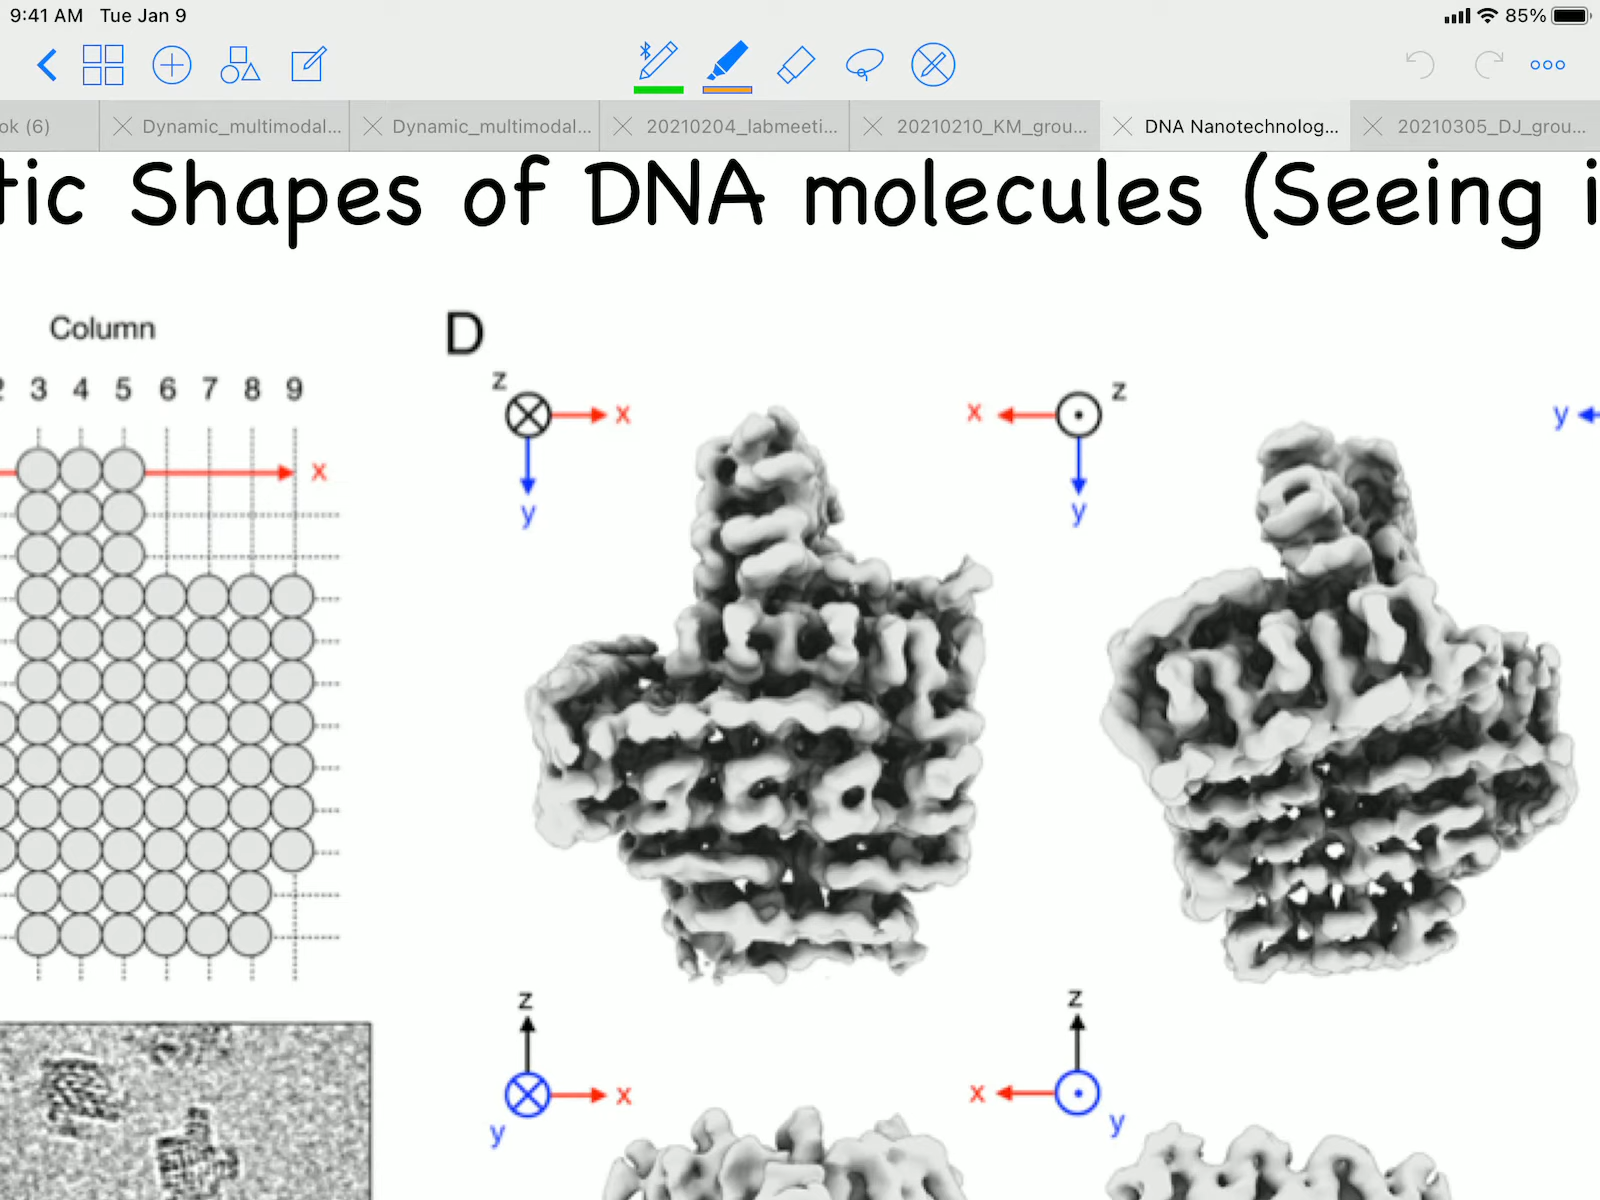 9:41 AM Tue Jan 9
85%
ok (6)
Dynamic_multimodal...
Dynamic_multimodal...
20210204_labmeeti...
20210210_KM_grou...
DNA Nanotechnolog...
20210305_DJ_grou...
tic Shapes of DNA molecules (Seeing i
Column
2 3 4 5 6 7 8 9
x
D
z
x
y
x
z
y
y
z
x
y
z
x
y